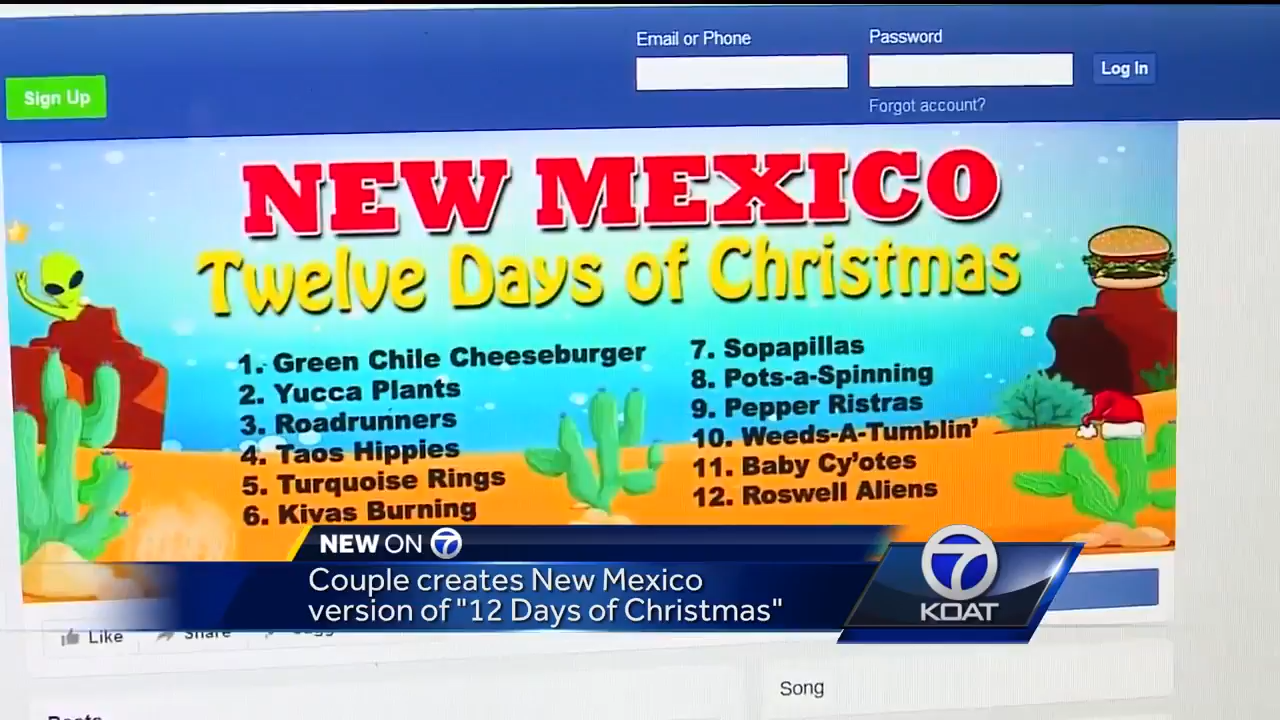 Email or Phone
Password
Sign Up
Log In
Forgot account?
NEW MEXICO
Twelve Days of Christmas
1. Green Chile Cheeseburger
2. Yucca Plants
3. Roadrunners
4. Taos Hippies
5. Turquoise Rings
6. Kivas Burning
7. Sopapillas
8. Pots-a-Spinning
9. Pepper Ristras
10. Weeds-A-Tumblin'
11. Baby Cy'otes
12. Roswell Aliens
NEW ON 7
Couple creates New Mexico
version of "12 Days of Christmas"
7
KOAT
Like
Share
Song
Posts